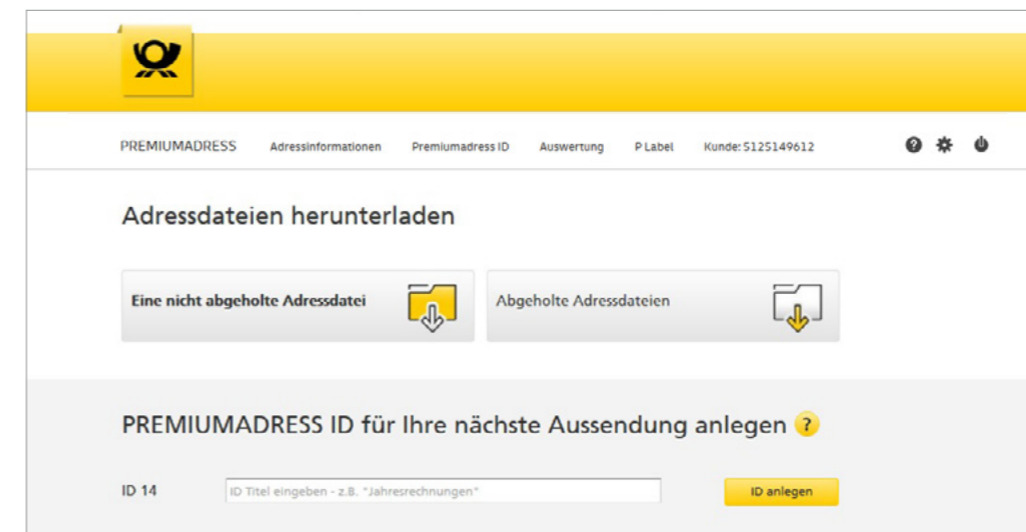 PREMIUMADRESS Adressinformationen Premiumadress ID Auswertung P Label Kunde: 5125149612 ?
Adressdateien herunterladen
Eine nicht abgeholte Adressdatei Abgeholte Adressdateien
PREMIUMADRESS ID für Ihre nächste Aussendung anlegen ?
ID 14 ID Titel eingeben - z.B. "Jahresrechnungen" ID anlegen